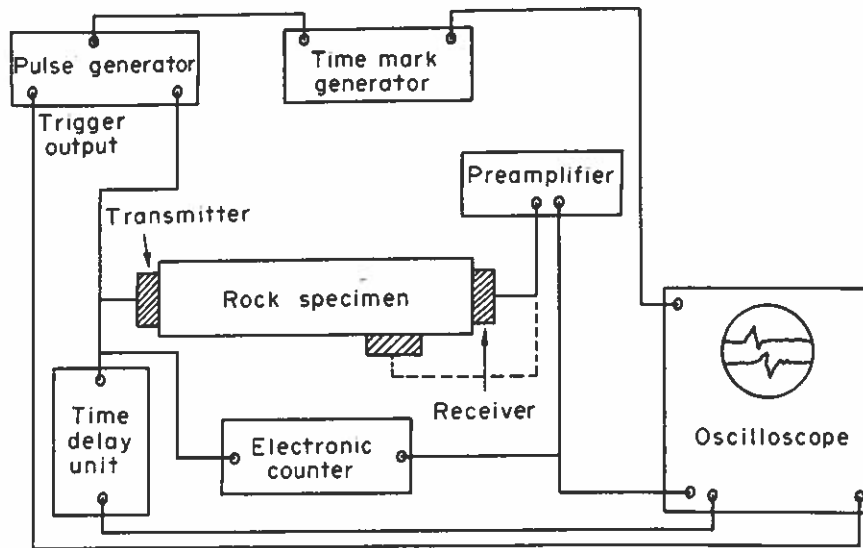 Pulse generator
Time mark
generator
Trigger
output
Preamplifier
Transmitter
Rock specimen
Receiver
Time
delay
unit
Electronic
counter
Oscilloscope